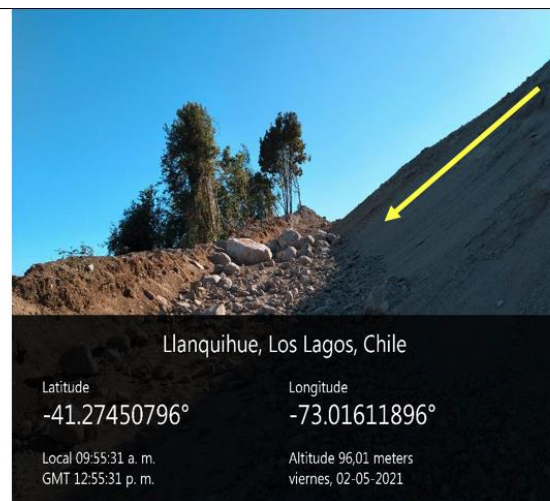 Llanquihue, Los Lagos, Chile
Latitude
-41.27450796°
Longitude
-73.01611896°
Local 09:55:31 a. m.
GMT 12:55:31 p. m.
Altitude 96,01 meters
viernes, 02-05-2021